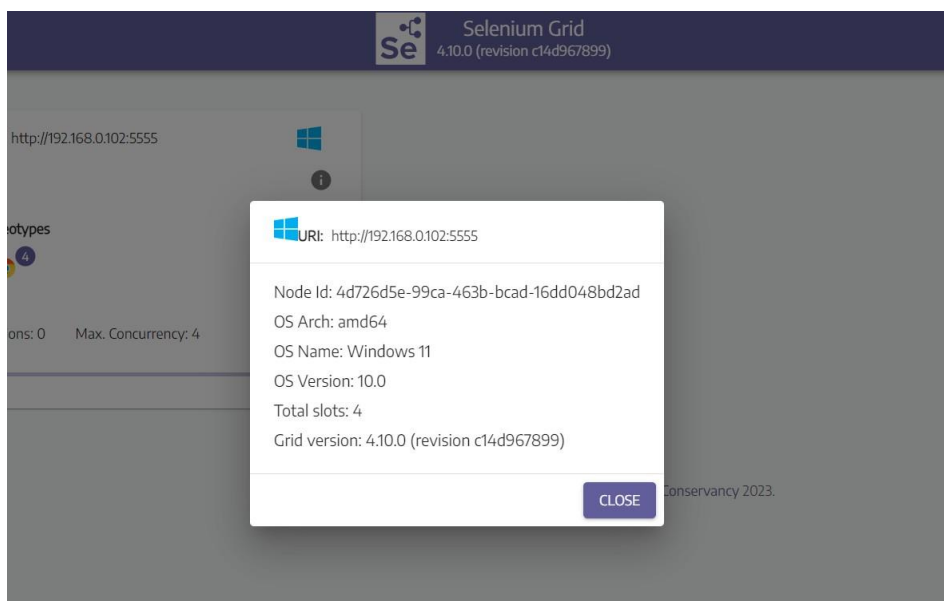 Se
Selenium Grid
4.10.0 (revision c14d967899)
http://192.168.0.102:5555
eotypes
4
ons: 0 Max. Concurrency: 4
URI: http://192.168.0.102:5555
Node Id: 4d726d5e-99ca-463b-bcad-16dd048bd2ad
OS Arch: amd64
OS Name: Windows 11
OS Version: 10.0
Total slots: 4
Grid version: 4.10.0 (revision c14d967899)
CLOSE
Conservancy 2023.